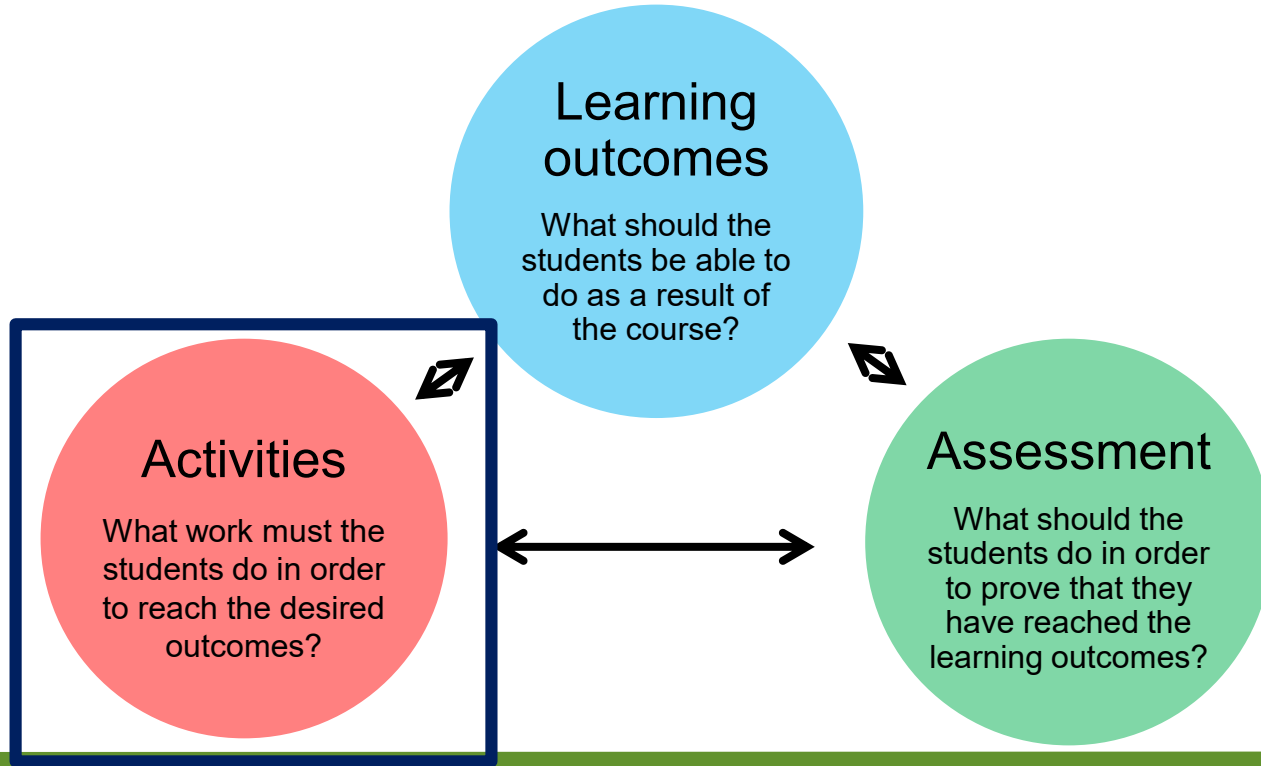 Learning
outcomes
What should the
students be able to
do as a result of
the course?
Activities
What work must the
students do in order
to reach the desired
outcomes?
Assessment
What should the
students do in order
to prove that they
have reached the
learning outcomes?